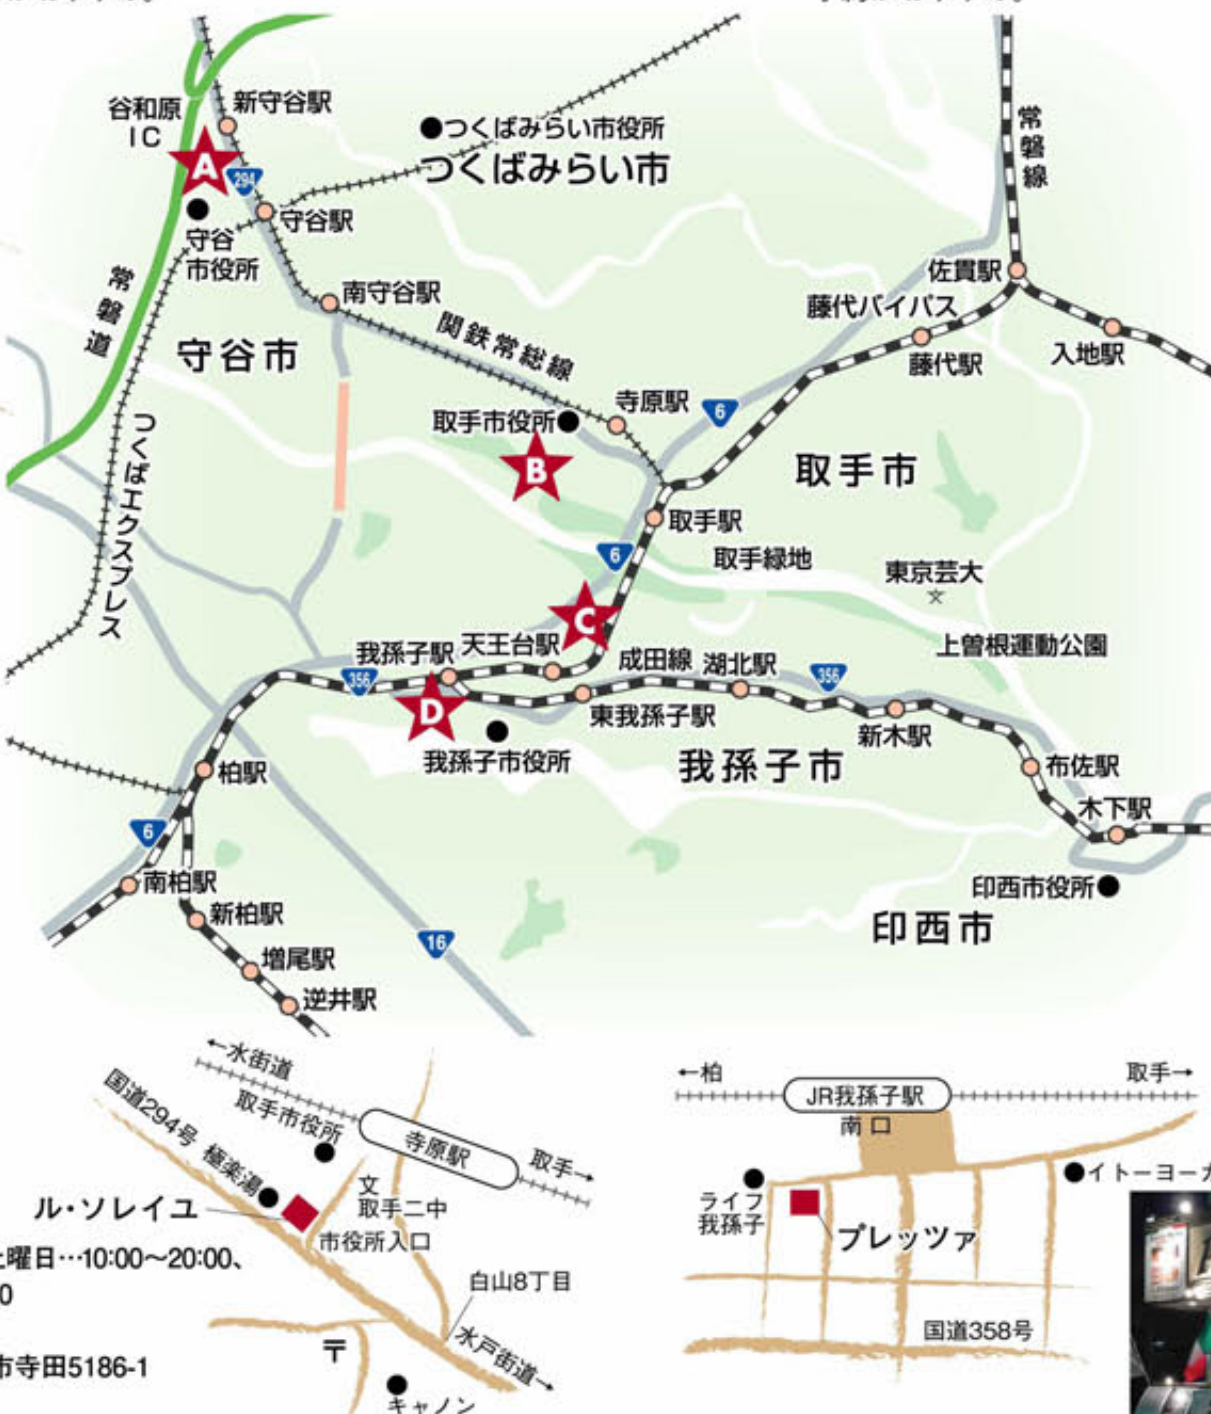 谷和原
IC
新守谷駅
つくばみらい市役所
つくばみらい市
常磐線
A
294
守谷駅
守谷
市役所
佐貫駅
常磐道
南守谷駅
藤代バイパス
関鉄常総線
守谷市
藤代駅
入地駅
寺原駅
6
取手市役所
つくばエクスプレス
B
取手市
取手駅
6
取手緑地
東京芸大
文
C
上曽根運動公園
我孫子駅
天王台駅
成田線
湖北駅
356
356
D
東我孫子駅
新木駅
我孫子市役所
我孫子市
布佐駅
柏駅
木下駅
6
南柏駅
印西市役所
新柏駅
印西市
16
増尾駅
逆井駅
←水街道
国道294号
取手市役所
寺原駅
取手→
極楽湯
文
取手二中
ル・ソレイユ
市役所入口
土曜日…10:00〜20:00、
0
白山8丁目
水戸街道→
市寺田5186-1
〒
キャノン
←柏
取手→
JR我孫子駅
南口
イトーヨーカ
ライフ
我孫子
プレッツァ
国道358号